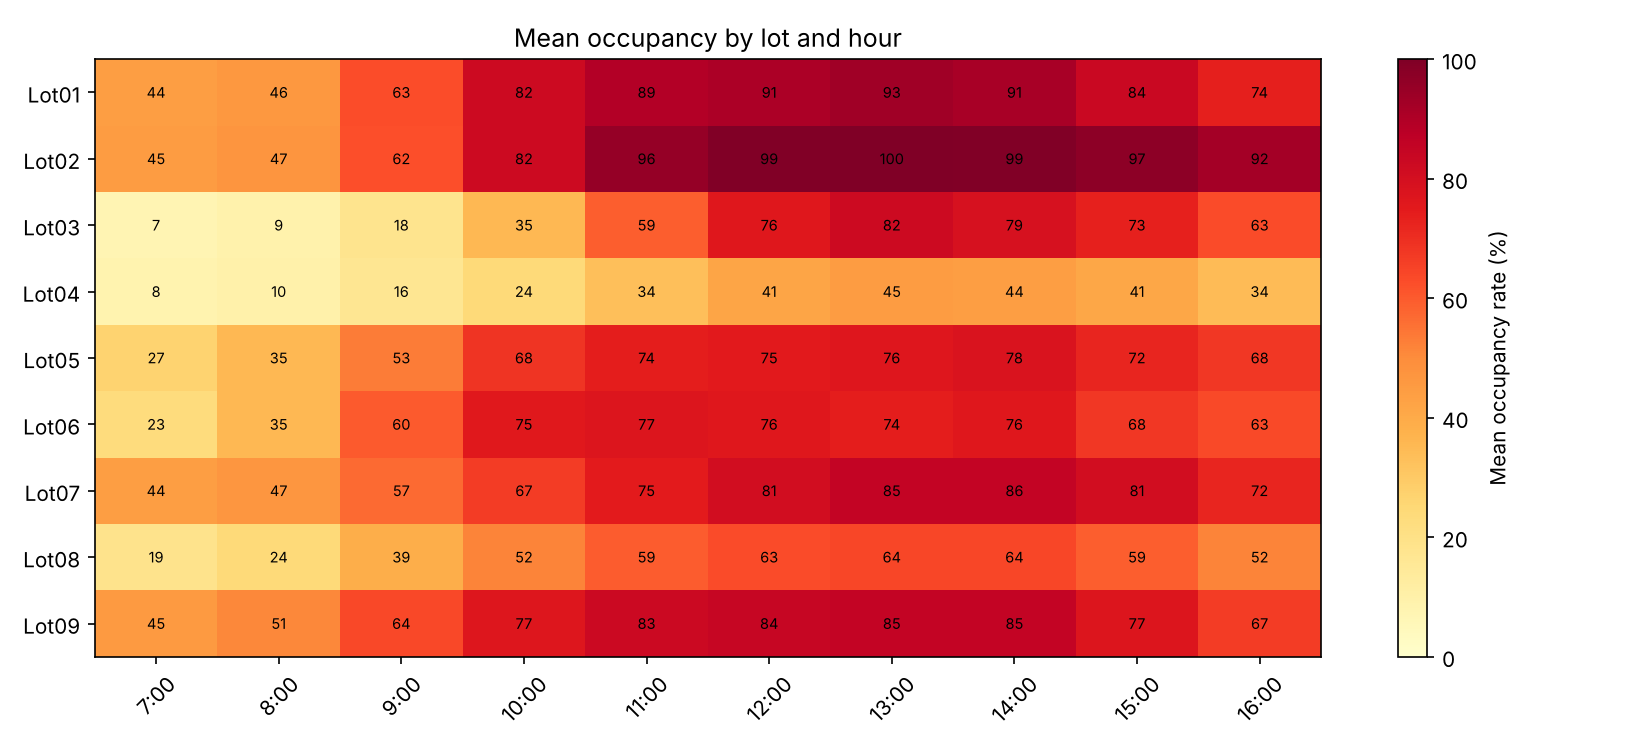 Mean occupancy by lot and hour
Lot01 44 46 63 82 89 91 93 91 84 74
Lot02 45 47 62 82 96 99 100 99 97 92
Lot03 7 9 18 35 59 76 82 79 73 63
Lot04 8 10 16 24 34 41 45 44 41 34
Lot05 27 35 53 68 74 75 76 78 72 68
Lot06 23 35 60 75 77 76 74 76 68 63
Lot07 44 47 57 67 75 81 85 86 81 72
Lot08 19 24 39 52 59 63 64 64 59 52
Lot09 45 51 64 77 83 84 85 85 77 67
7:00 8:00 9:00 10:00 11:00 12:00 13:00 14:00 15:00 16:00
100
80
60
40
20
0
Mean occupancy rate (%)